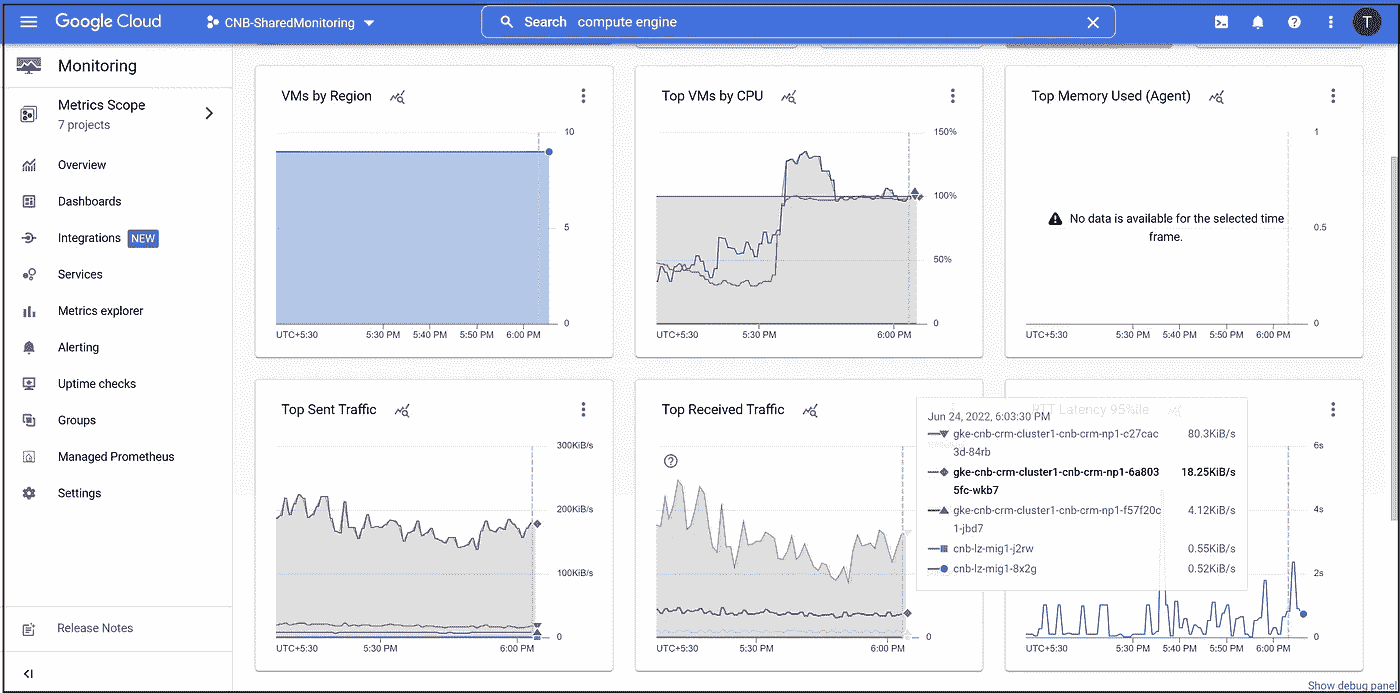 Google Cloud
CNB-SharedMonitoring
Search compute engine
T
Monitoring
Metrics Scope
7 projects
Overview
Dashboards
Integrations NEW
Services
Metrics explorer
Alerting
Uptime checks
Groups
Managed Prometheus
Settings
Release Notes
VMs by Region
10
5
0
UTC+5:30 5:30 PM 5:40 PM 5:50 PM 6:00 PM
Top VMs by CPU
150%
100%
50%
0
UTC+5:30 5:30 PM 6:00 PM
Top Memory Used (Agent)
1
No data is available for the selected time
frame.
0.5
0
UTC+5:30 5:30 PM 5:40 PM 5:50 PM 6:00 PM
Top Sent Traffic
300KiB/s
200KiB/s
100KiB/s
0
UTC+5:30 5:30 PM 6:00 PM
Top Received Traffic
0
UTC+5:30 5:30 PM 6:00 PM
RTT Latency 95%ile
Jun 24, 2022, 6:03:30 PM
gke-cnb-crm-cluster1-cnb-crm-np1-c27cac 80.3KiB/s
3d-84rb
gke-cnb-crm-cluster1-cnb-crm-np1-6a803 18.25KiB/s
5fc-wkb7
gke-cnb-crm-cluster1-cnb-crm-np1-f57f20c 4.12KiB/s
1-jbd7
cnb-lz-mig1-j2rw 0.55KiB/s
cnb-lz-mig1-8x2g 0.52KiB/s
6s
4s
2s
0
UTC+5:30 5:30 PM 5:40 PM 5:50 PM 6:00 PM
Show debug panel